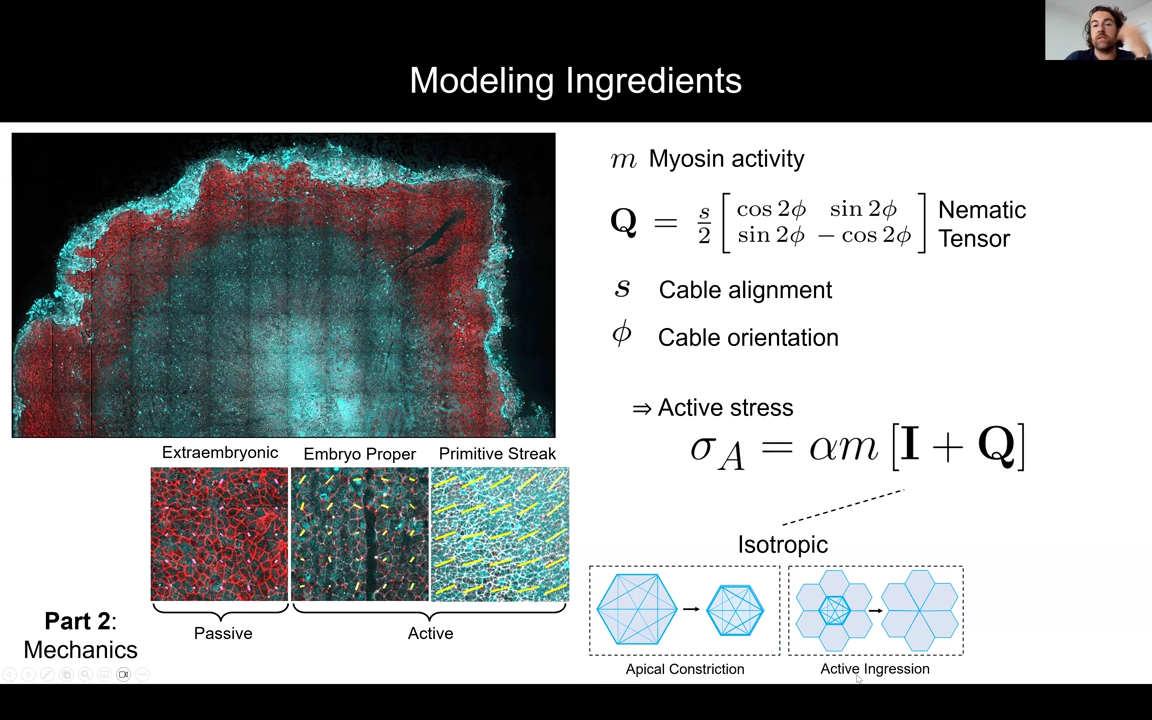 Modeling Ingredients
m Myosin activity
Q = s/2 [ cos 2ϕ sin 2ϕ
sin 2ϕ − cos 2ϕ ] Nematic
Tensor
s Cable alignment
ϕ Cable orientation
⇒ Active stress
σ_A = αm [I + Q]
Isotropic
Apical Constriction
Active Ingression
Extraembryonic
Embryo Proper
Primitive Streak
Passive
Active
Part 2:
Mechanics